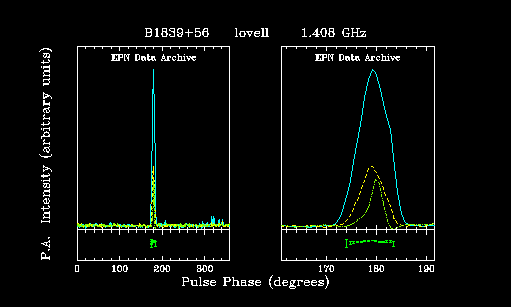 B1839+56 lovell 1.408 GHz
EPN Data Archive EPN Data Archive
P.A. Intensity (arbitrary units)
0 100 200 300 170 180 190
Pulse Phase (degrees)